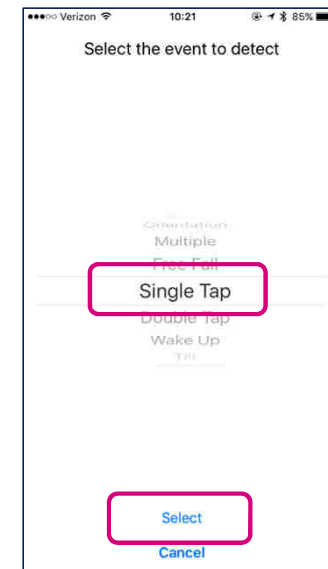 Verizon 10:21 85%
Select the event to detect
Orientation
Multiple
Free Fall
Single Tap
Double Tap
Wake Up
Tilt
Select
Cancel